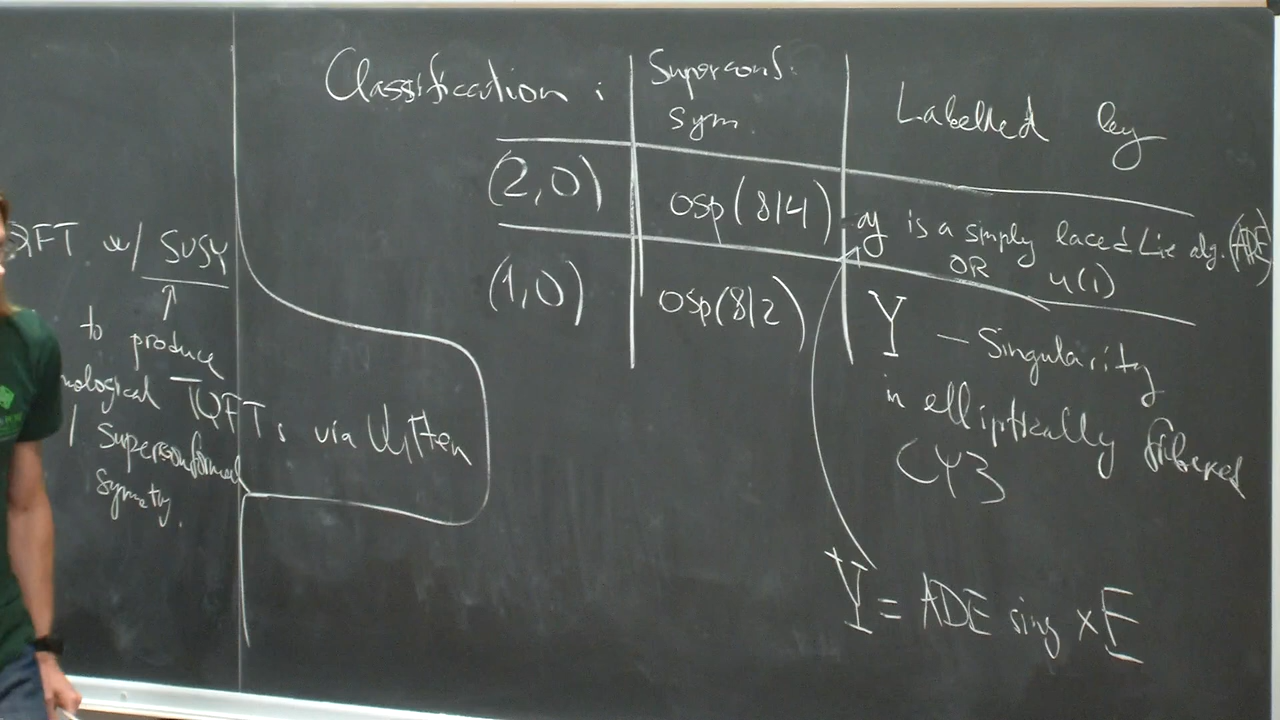 QFT w/ SUSY
↑
to produce
TQFTs via Witten
/ Superconformal
symmetry.
Classification :
Superconf.
sym.
Labelled by
(2,0)
osp(8|4)
g is a simply laced Lie alg. (ADE)
OR u(1)
(1,0)
osp(8|2)
Y — Singularity
in elliptically fibered
CY3
Y = ADE sing × E